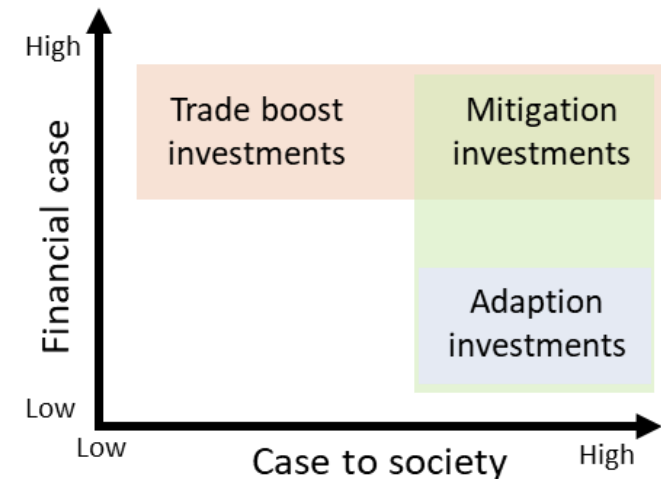 High
Financial case
Low
Trade boost
investments
Mitigation
investments
Adaption
investments
Low
Case to society
High